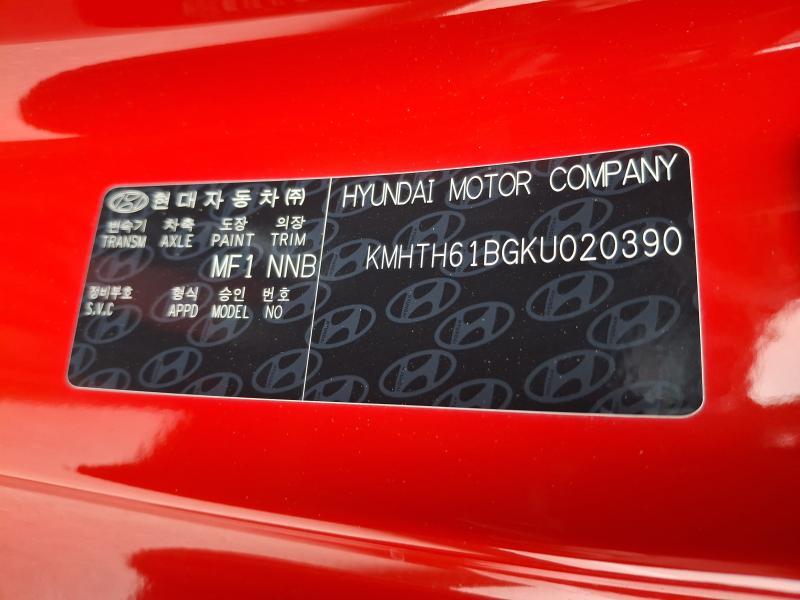 현대자동차㈜
변속기 차축 도장 의장
TRANSM AXLE PAINT TRIM
MF1 NNB
정비부호 형식 승인 번호
S.V.C APPD MODEL NO
HYUNDAI MOTOR COMPANY
KMHTH61BGKU020390